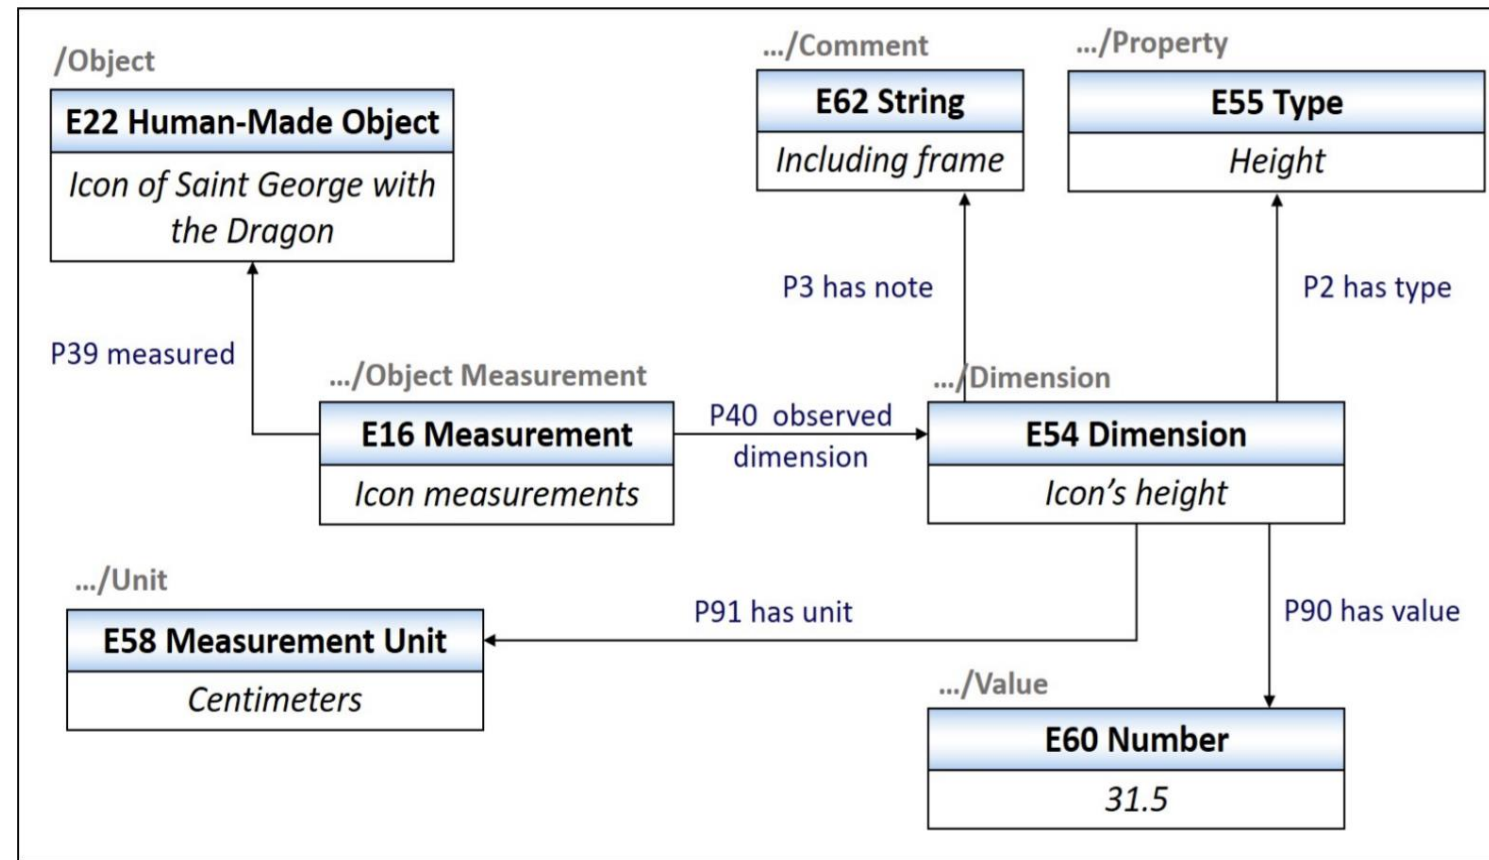 /Object
E22 Human-Made Object
Icon of Saint George with
the Dragon
.../Comment
E62 String
Including frame
.../Property
E55 Type
Height
P3 has note
P2 has type
P39 measured
.../Object Measurement
E16 Measurement
Icon measurements
P40 observed
dimension
.../Dimension
E54 Dimension
Icon’s height
.../Unit
E58 Measurement Unit
Centimeters
P91 has unit
P90 has value
.../Value
E60 Number
31.5